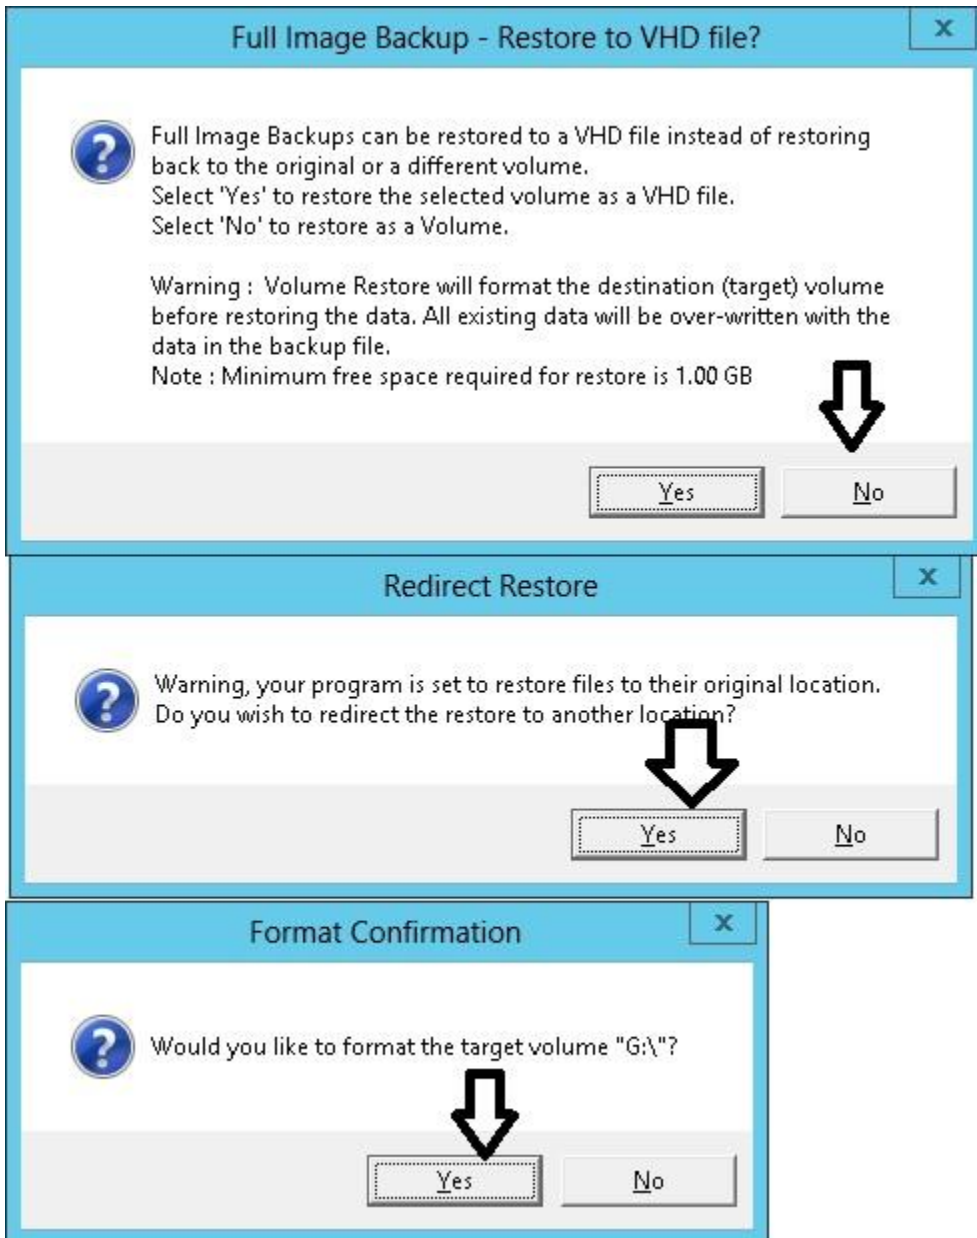 Full Image Backup - Restore to VHD file?
x
Full Image Backups can be restored to a VHD file instead of restoring
back to the original or a different volume.
Select 'Yes' to restore the selected volume as a VHD file.
Select 'No' to restore as a Volume.
Warning : Volume Restore will format the destination (target) volume
before restoring the data. All existing data will be over-written with the
data in the backup file.
Note : Minimum free space required for restore is 1.00 GB
Yes No
Redirect Restore
x
Warning, your program is set to restore files to their original location.
Do you wish to redirect the restore to another location?
Yes No
Format Confirmation
x
Would you like to format the target volume "G:\"?
Yes No